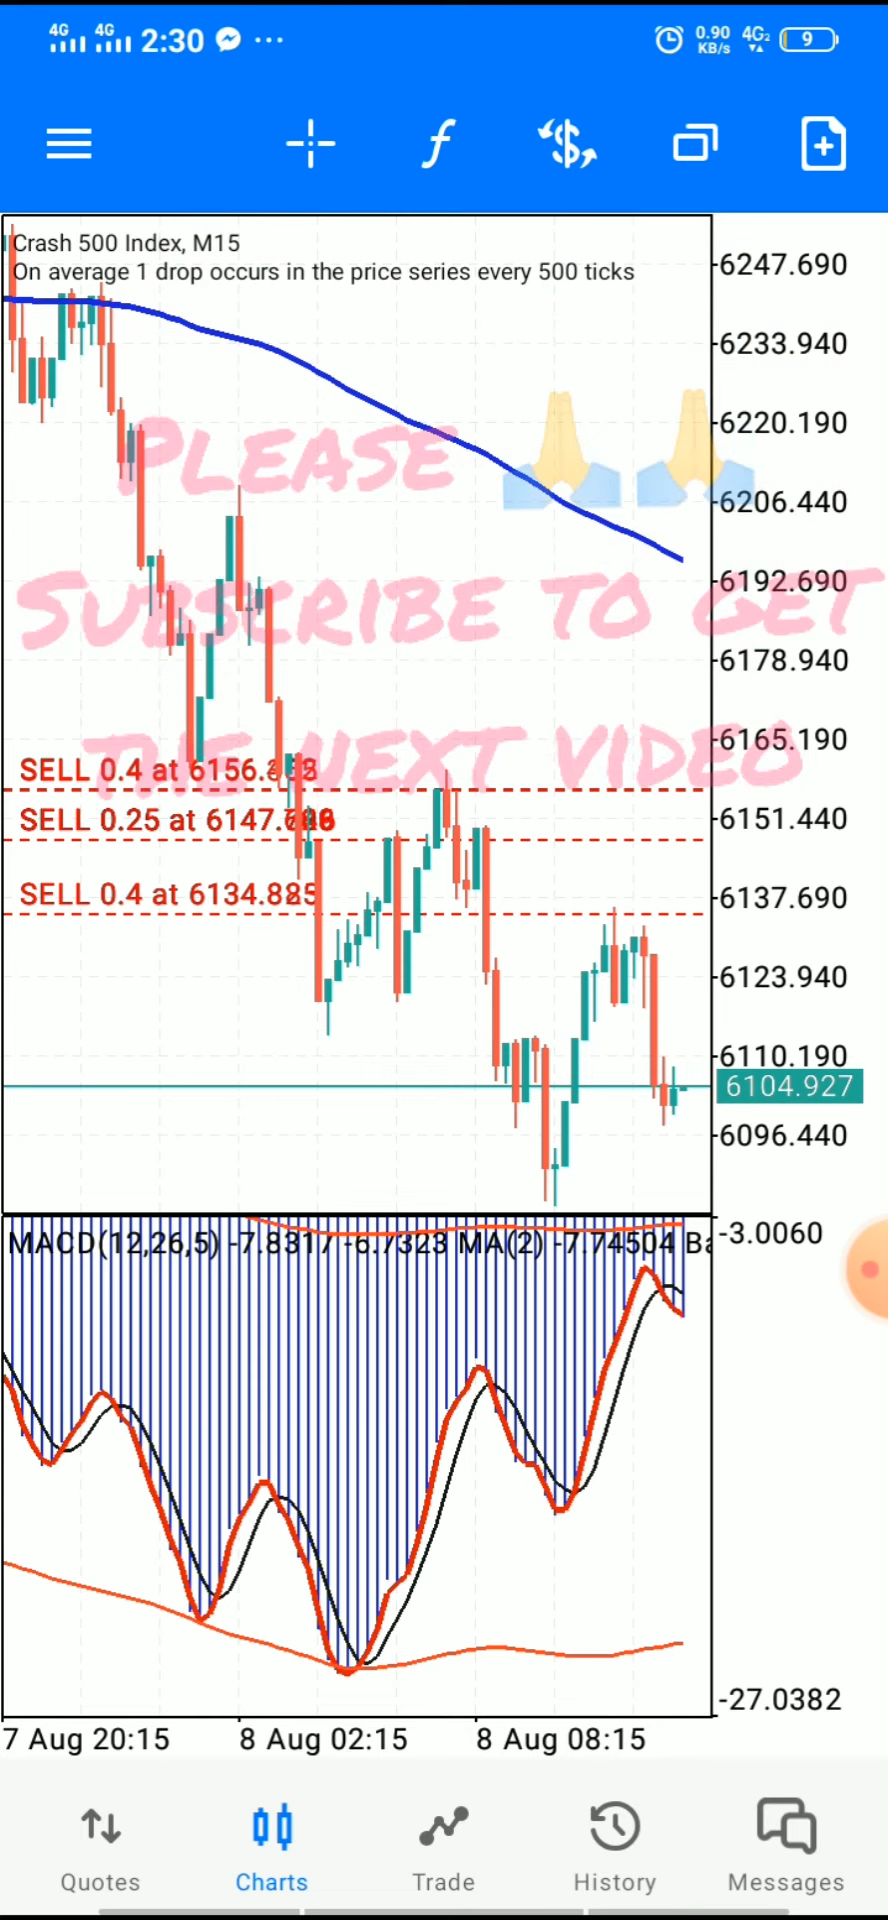 4G 4G 2:30 ... 0.90 KB/s 4G2 9
Crash 500 Index, M15
On average 1 drop occurs in the price series every 500 ticks
6247.690
6233.940
6220.190
PLEASE
6206.440
6192.690
SUBSCRIBE TO GET
6178.940
6165.190
THE NEXT VIDEO
SELL 0.4 at
6151.440
SELL 0.25 at
6137.690
SELL 0.4 at
6123.940
6110.190
6104.927
6096.440
MACD(12,26,5) -7.8317 -6.7323 MA(2) -7.74504
-3.0060
-27.0382
7 Aug 20:15 8 Aug 02:15 8 Aug 08:15
Quotes Charts Trade History Messages